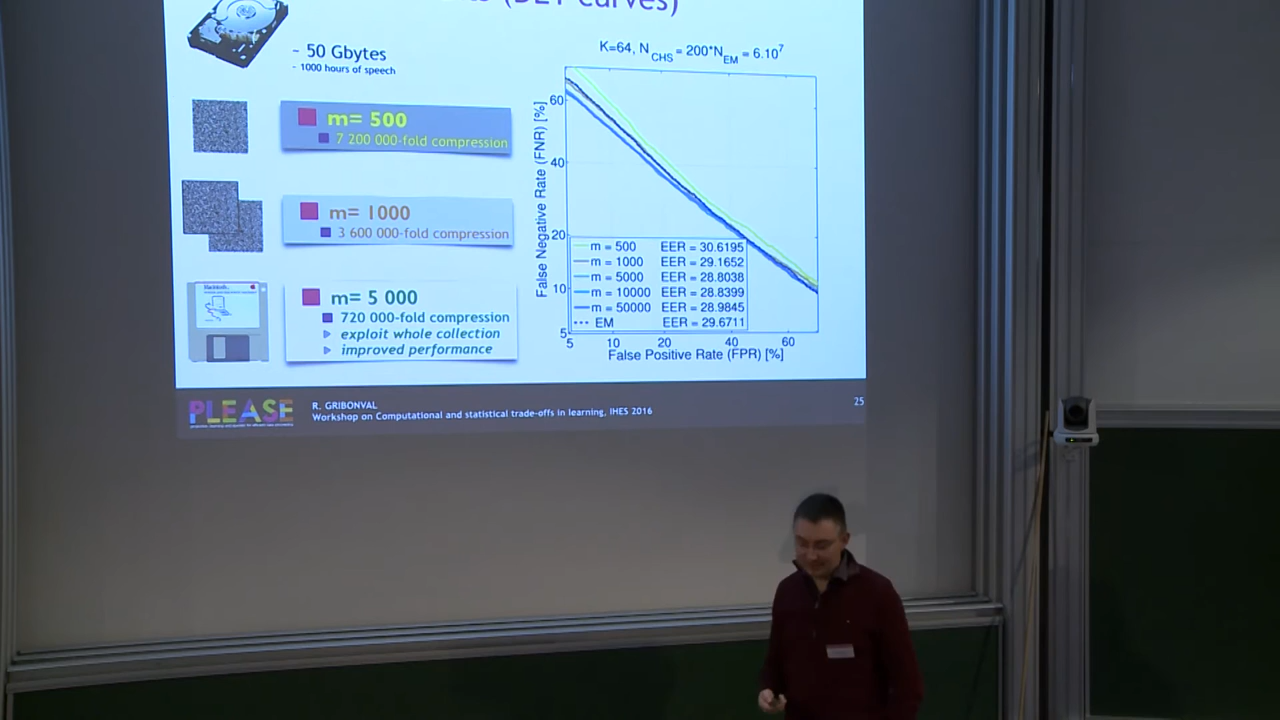 (DET curves)
~ 50 Gbytes
~ 1000 hours of speech
m= 500
7 200 000-fold compression
m= 1000
3 600 000-fold compression
Macintosh
m= 5 000
720 000-fold compression
exploit whole collection
improved performance
K=64, N_CHS = 200*N_EM = 6.10^7
False Negative Rate (FNR) [%]
60
40
20
10
5
m = 500 EER = 30.6195
m = 1000 EER = 29.1652
m = 5000 EER = 28.8038
m = 10000 EER = 28.8399
m = 50000 EER = 28.9845
EM EER = 29.6711
5 10 20 40 60
False Positive Rate (FPR) [%]
PLEASE
R. GRIBONVAL
Workshop on Computational and statistical trade-offs in learning, IHES 2016
25